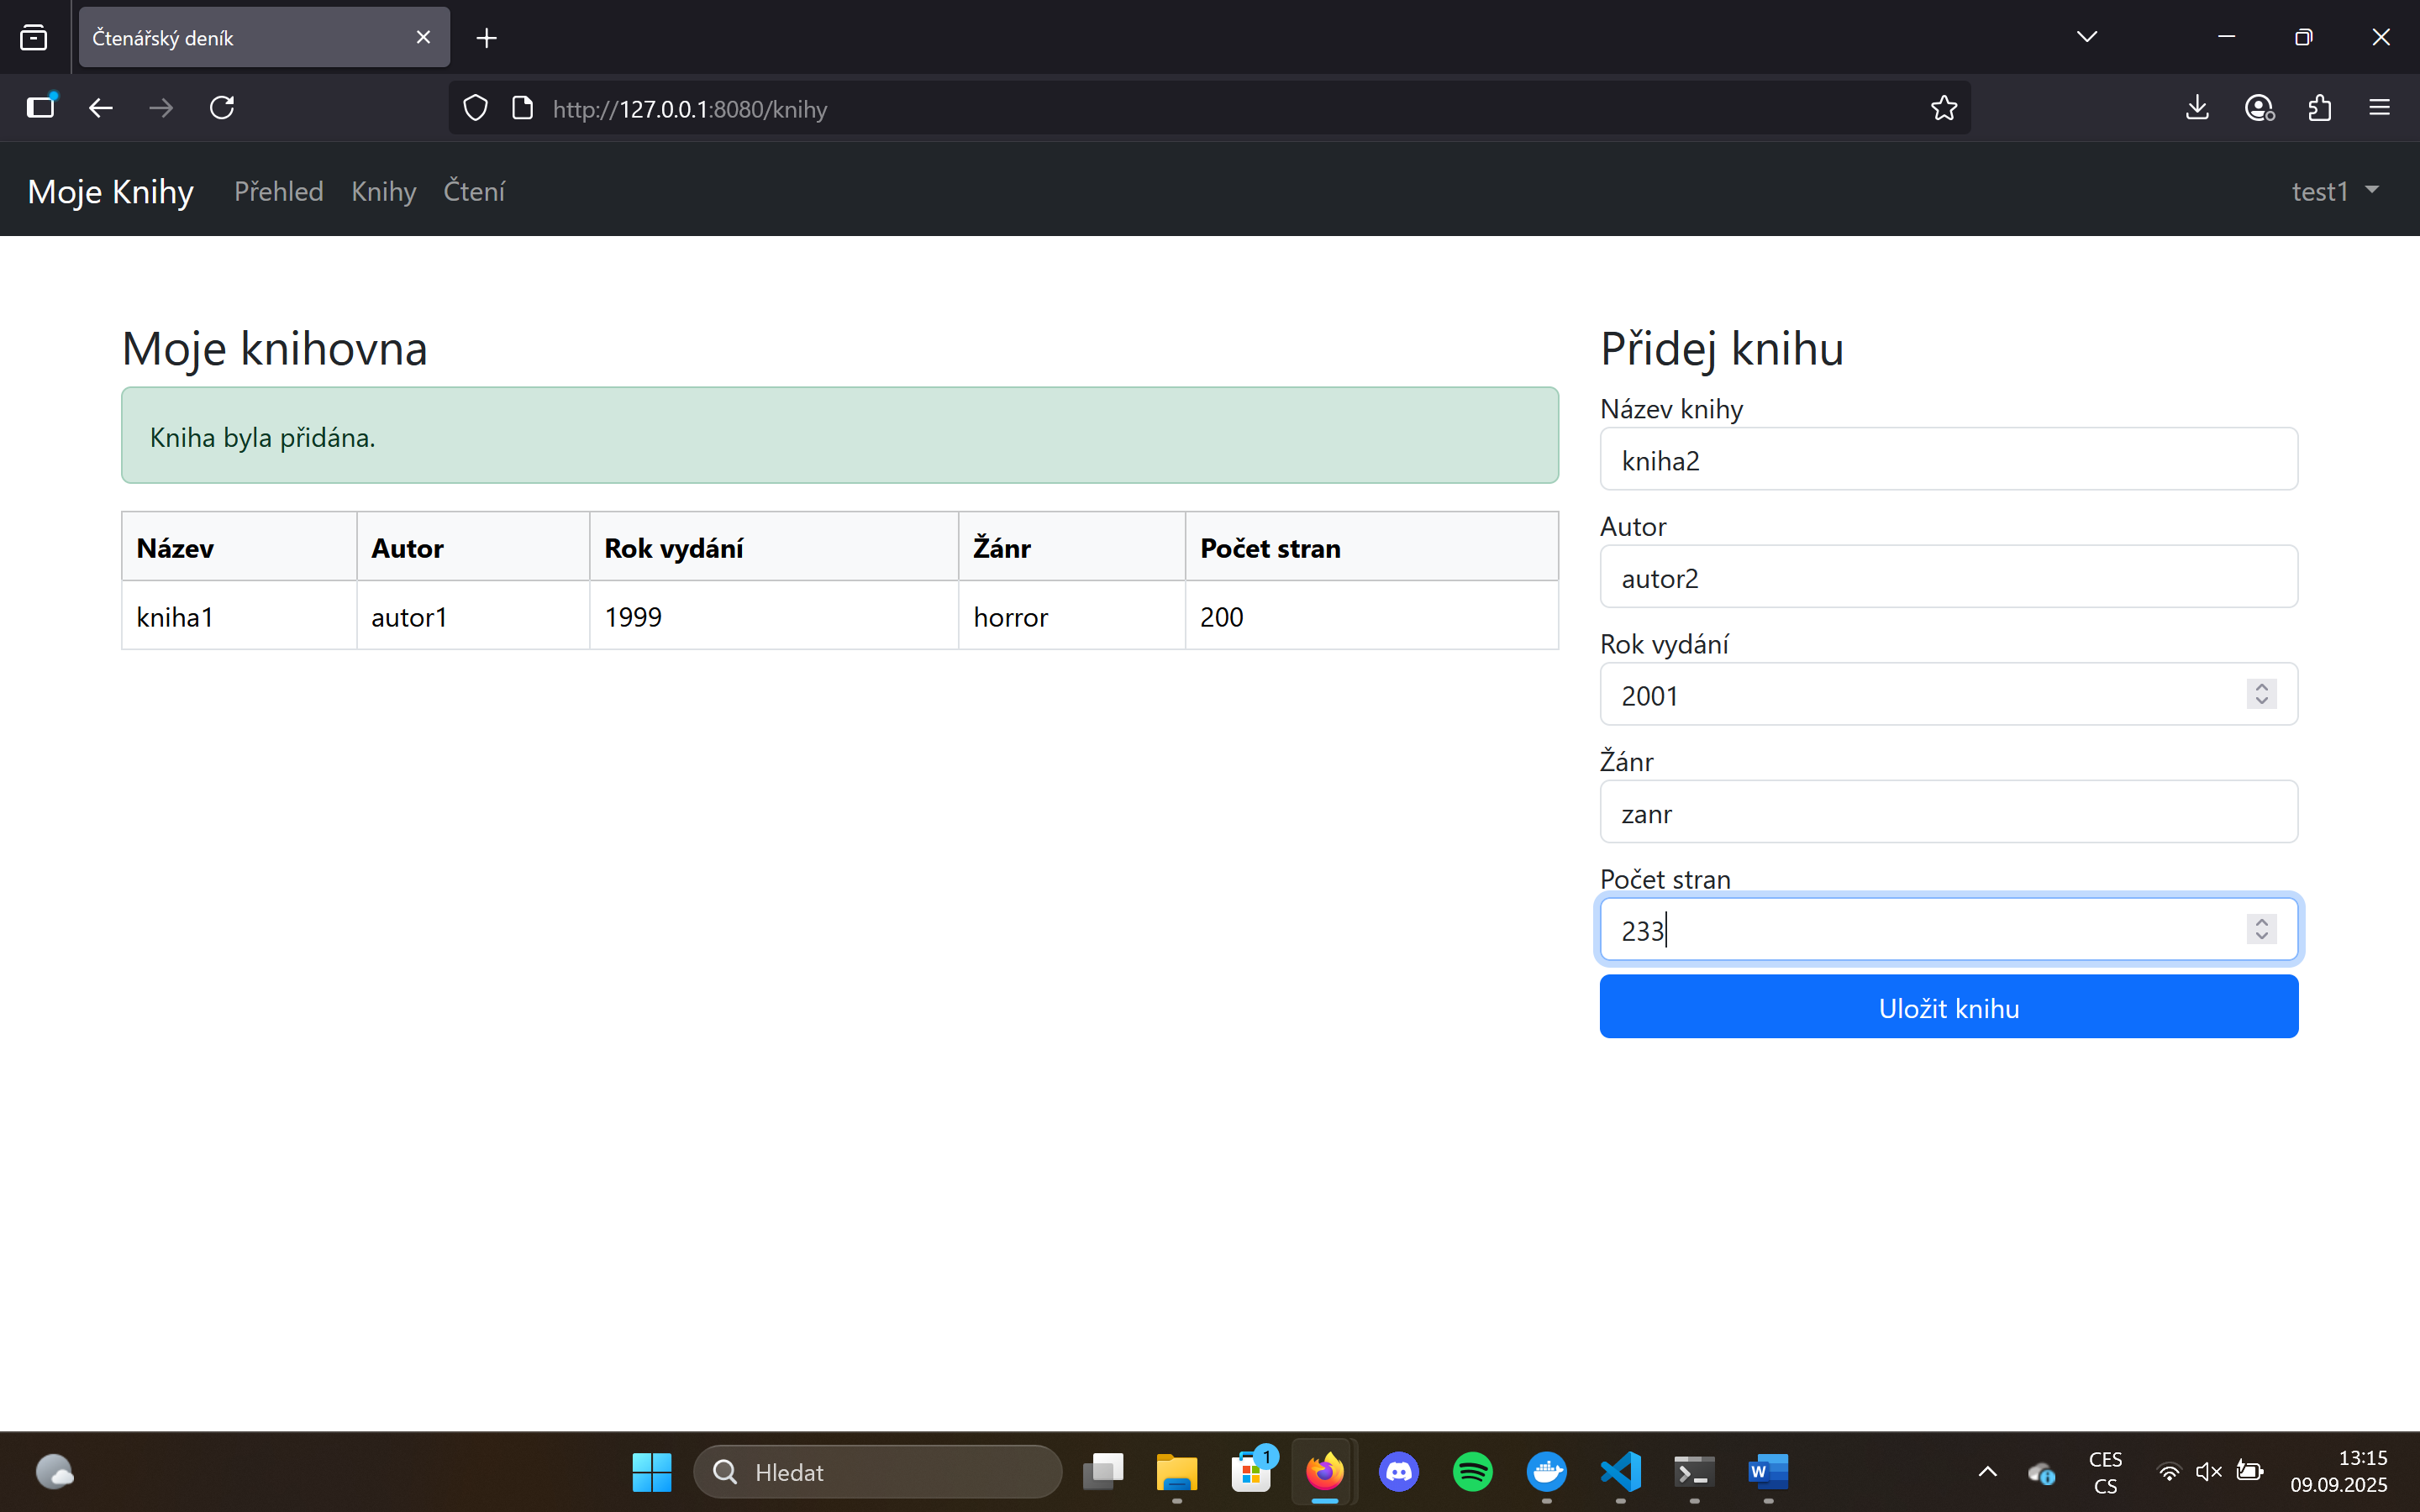 Čtenářský deník
http://127.0.0.1:8080/knihy
Moje Knihy Přehled Knihy Čtení test1
Moje knihovna
Kniha byla přidána.
Název Autor Rok vydání Žánr Počet stran
kniha1 autor1 1999 horror 200
Přidej knihu
Název knihy
kniha2
Autor
autor2
Rok vydání
2001
Žánr
zanr
Počet stran
233
Uložit knihu
Hledat
1
W
CES
CS
13:15
09.09.2025